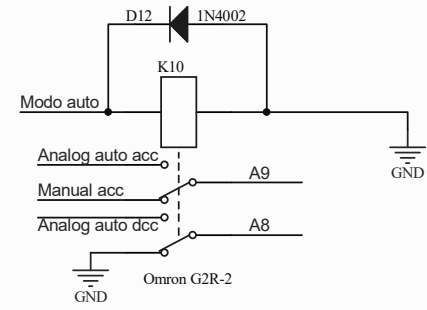 D12 1N4002
K10
Modo auto
GND
Analog auto acc
A9
Manual acc
Analog auto dcc
A8
Omron G2R-2
GND